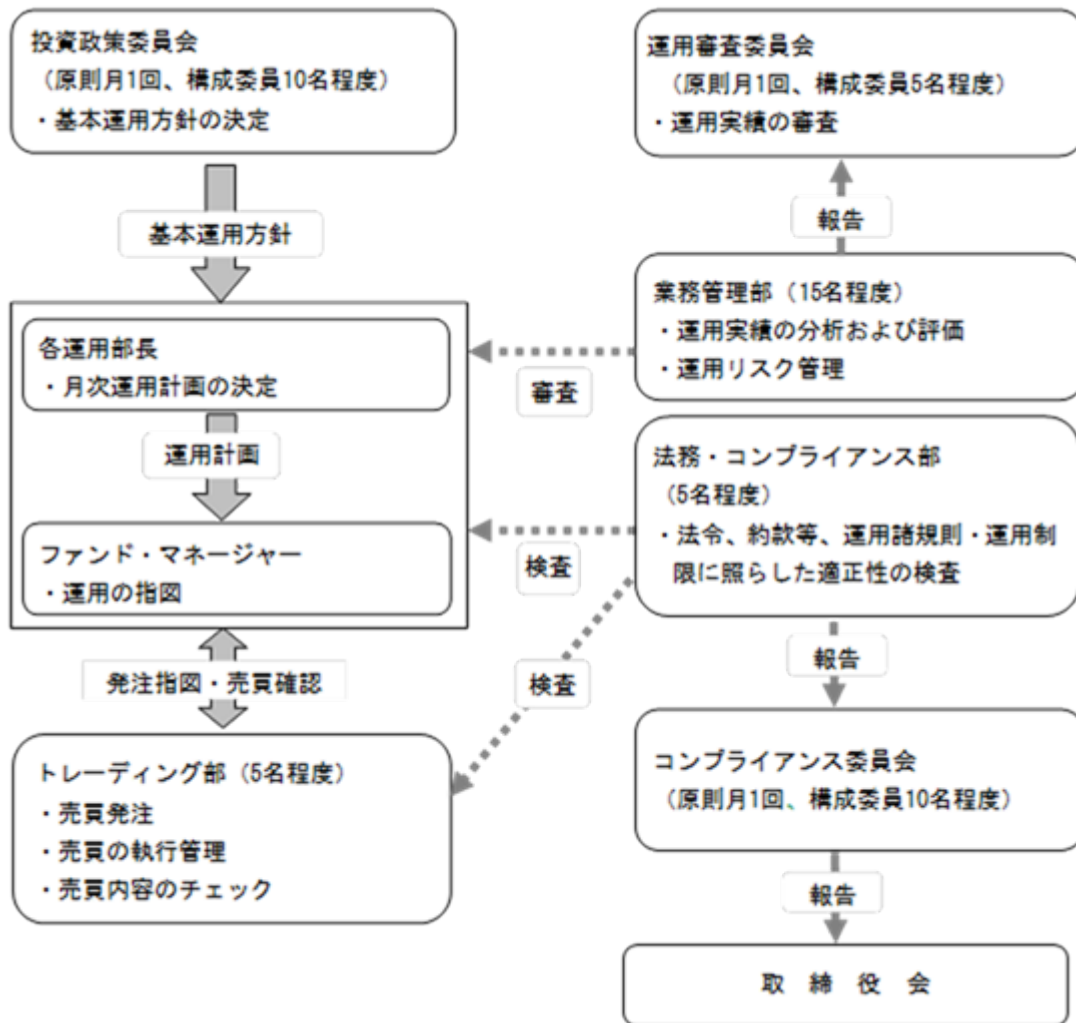 投資政策委員会
（原則月1回、構成委員10名程度）
・基本運用方針の決定
基本運用方針
各運用部長
・月次運用計画の決定
運用計画
ファンド・マネージャー
・運用の指図
発注指図・売買確認
トレーディング部（5名程度）
・売買発注
・売買の執行管理
・売買内容のチェック
運用審査委員会
（原則月1回、構成委員5名程度）
・運用実績の審査
報告
業務管理部（15名程度）
・運用実績の分析および評価
・運用リスク管理
審査
法務・コンプライアンス部
（5名程度）
・法令、約款等、運用諸規則・運用制
限に照らした適正性の検査
検査
検査
報告
コンプライアンス委員会
（原則月1回、構成委員10名程度）
報告
取　締　役　会